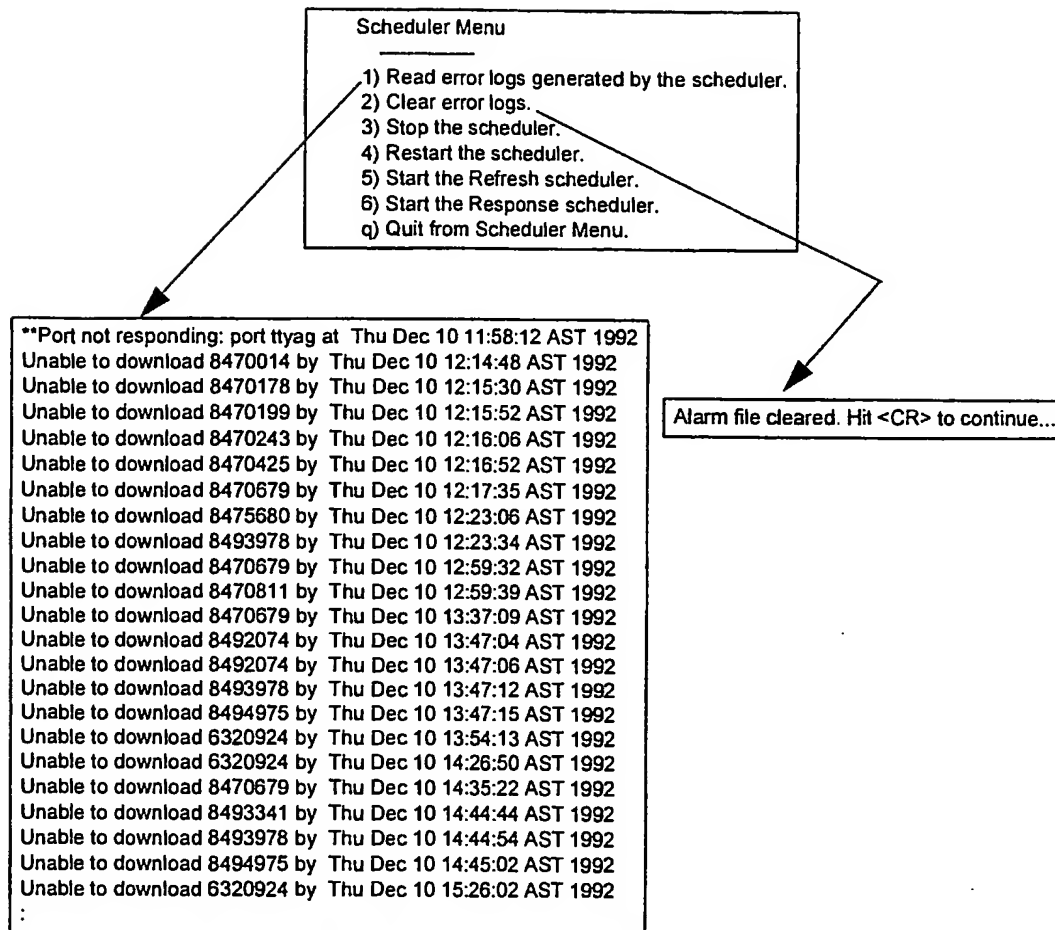 Scheduler Menu
1) Read error logs generated by the scheduler.
2) Clear error logs.
3) Stop the scheduler.
4) Restart the scheduler.
5) Start the Refresh scheduler.
6) Start the Response scheduler.
q) Quit from Scheduler Menu.
**Port not responding: port ttyag at Thu Dec 10 11:58:12 AST 1992
Unable to download 8470014 by Thu Dec 10 12:14:48 AST 1992
Unable to download 8470178 by Thu Dec 10 12:15:30 AST 1992
Unable to download 8470199 by Thu Dec 10 12:15:52 AST 1992
Unable to download 8470243 by Thu Dec 10 12:16:06 AST 1992
Unable to download 8470425 by Thu Dec 10 12:16:52 AST 1992
Unable to download 8470679 by Thu Dec 10 12:17:35 AST 1992
Unable to download 8475680 by Thu Dec 10 12:23:06 AST 1992
Unable to download 8493978 by Thu Dec 10 12:23:34 AST 1992
Unable to download 8470679 by Thu Dec 10 12:59:32 AST 1992
Unable to download 8470811 by Thu Dec 10 12:59:39 AST 1992
Unable to download 8470679 by Thu Dec 10 13:37:09 AST 1992
Unable to download 8492074 by Thu Dec 10 13:47:04 AST 1992
Unable to download 8492074 by Thu Dec 10 13:47:06 AST 1992
Unable to download 8493978 by Thu Dec 10 13:47:12 AST 1992
Unable to download 8494975 by Thu Dec 10 13:47:15 AST 1992
Unable to download 6320924 by Thu Dec 10 13:54:13 AST 1992
Unable to download 6320924 by Thu Dec 10 14:26:50 AST 1992
Unable to download 8470679 by Thu Dec 10 14:35:22 AST 1992
Unable to download 8493341 by Thu Dec 10 14:44:44 AST 1992
Unable to download 8493978 by Thu Dec 10 14:44:54 AST 1992
Unable to download 8494975 by Thu Dec 10 14:45:02 AST 1992
Unable to download 6320924 by Thu Dec 10 15:26:02 AST 1992
:
Alarm file cleared. Hit <CR> to continue...